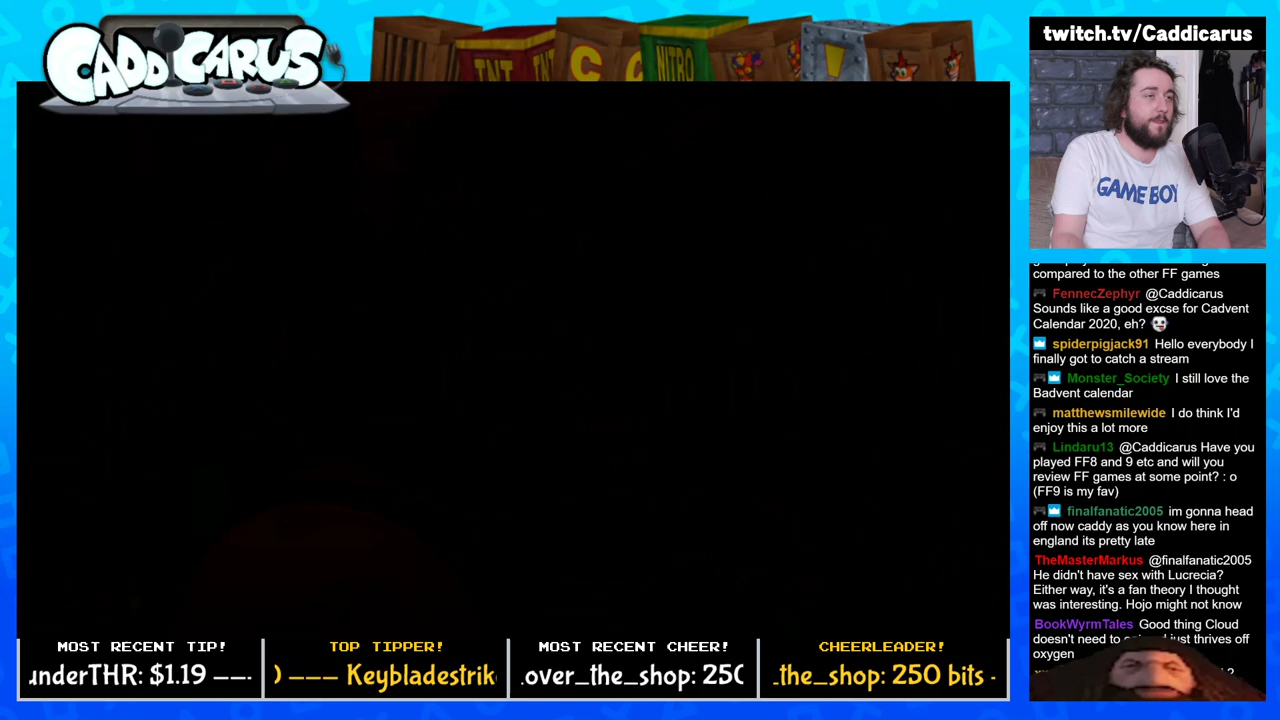 CADDICARUS
TNT
TNT
C
C
NITRO
twitch.tv/Caddicarus
GAME BOY
compared to the other FF games
FennecZephyr @Caddicarus
Sounds like a good excse for Cadvent
Calendar 2020, eh?
spiderpigjack91 Hello everybody I
finally got to catch a stream
Monster_Society I still love the
Badvent calendar
matthewsmilewide I do think I'd
enjoy this a lot more
Lindaru13 @Caddicarus Have you
played FF8 and 9 etc and will you
review FF games at some point? : o
(FF9 is my fav)
finalfanatic2005 im gonna head
off now caddy as you know here in
england its pretty late
TheMasterMarkus @finalfanatic2005
He didn't have sex with Lucrecia?
Either way, it's a fan theory I thought
was interesting. Hojo might not know
BookWyrmTales Good thing Cloud
doesn't need to just thrives off
oxygen
MOST RECENT TIP!
underTHR: $1.19 ---
TOP TIPPER!
) --- Keybladestrik
MOST RECENT CHEER!
.over_the_shop: 250
CHEERLEADER!
_the_shop: 250 bits -